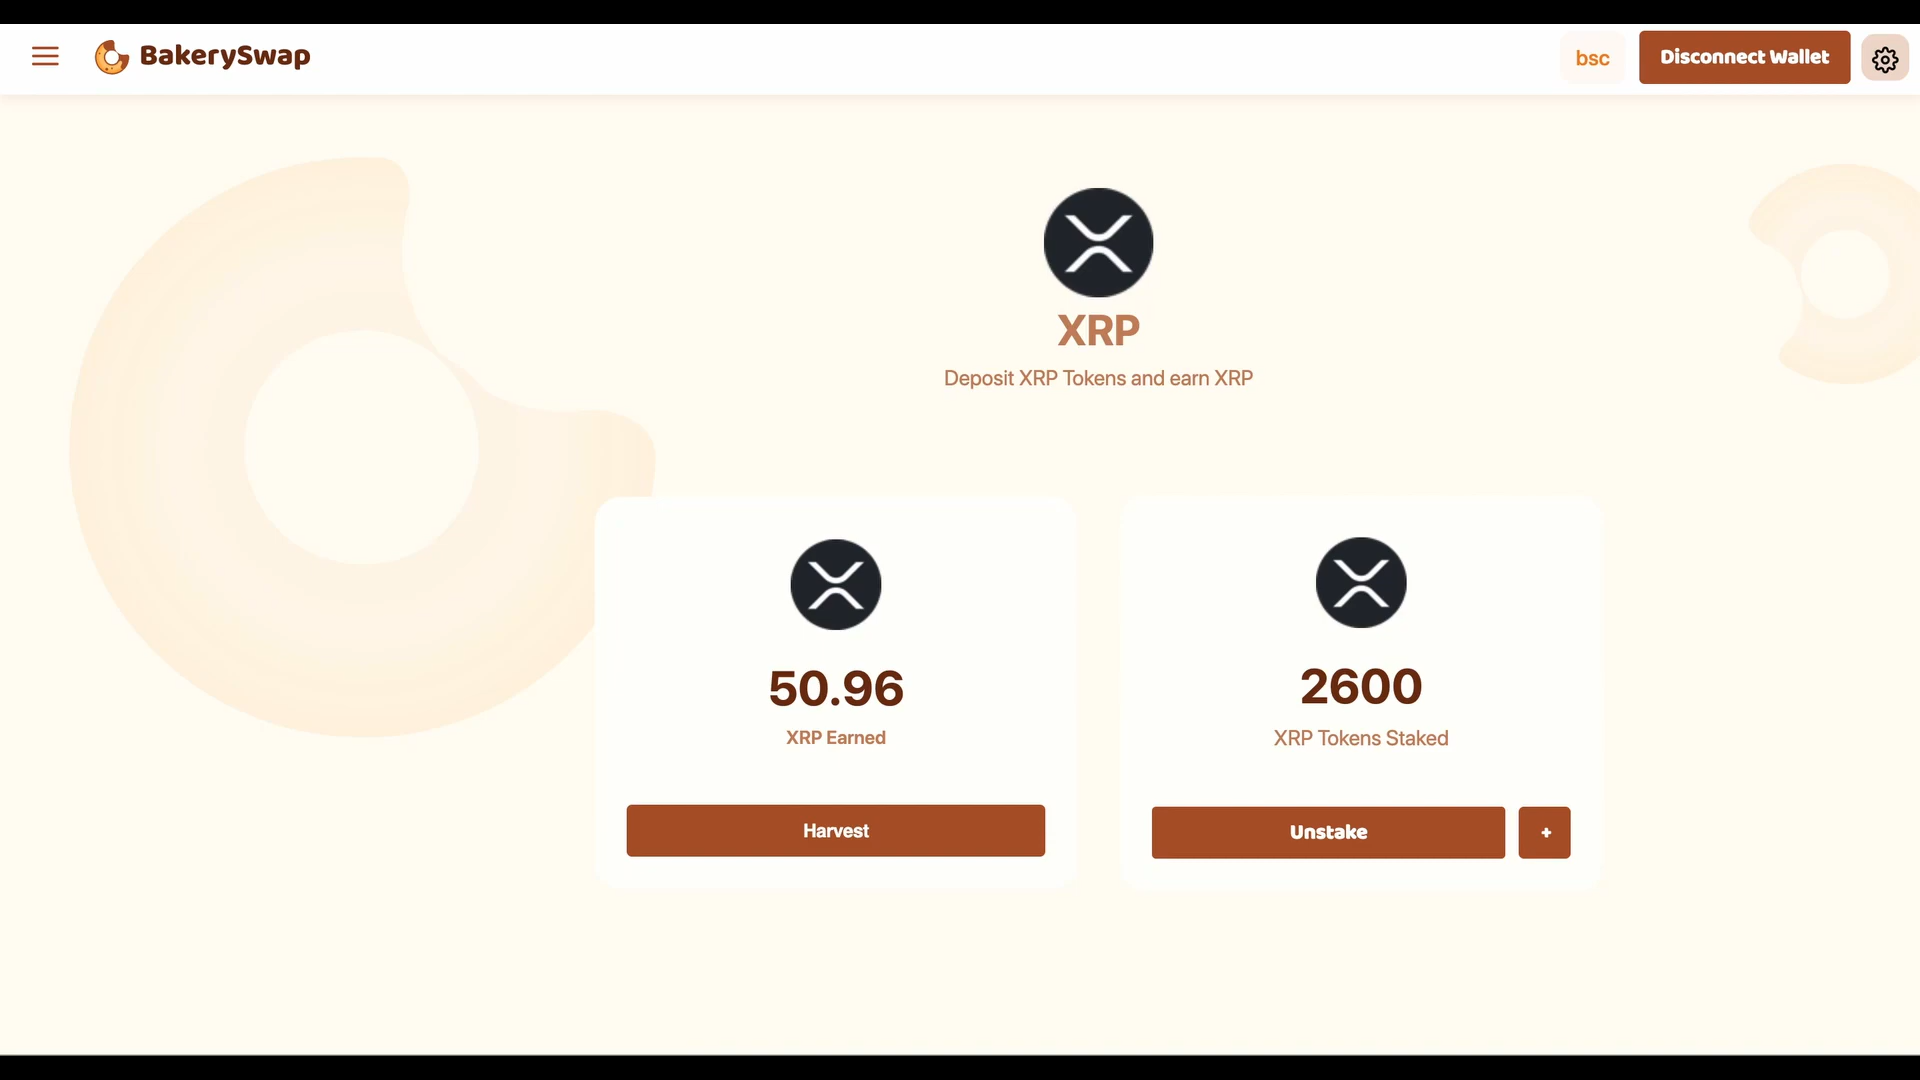 BakerySwap
bsc
Disconnect Wallet
XRP
Deposit XRP Tokens and earn XRP
50.96
XRP Earned
Harvest
2600
XRP Tokens Staked
Unstake
+